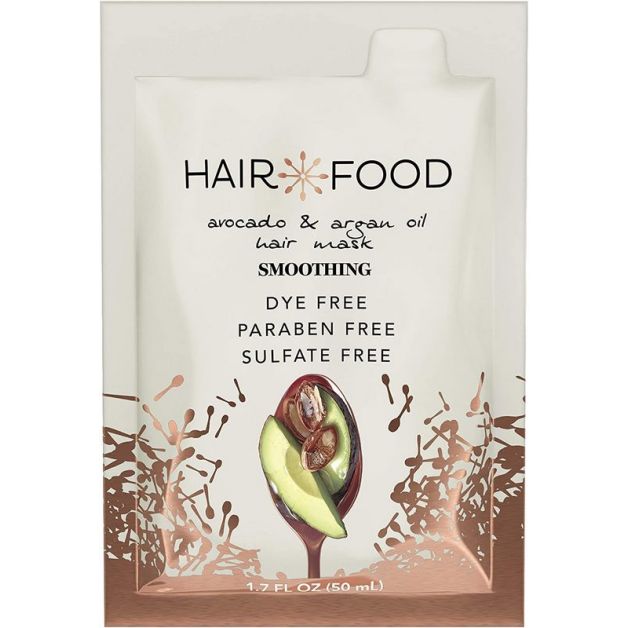 HAIR FOOD
avocado & argan oil
hair mask
SMOOTHING
DYE FREE
PARABEN FREE
SULFATE FREE
1.7 FL OZ (50 mL)